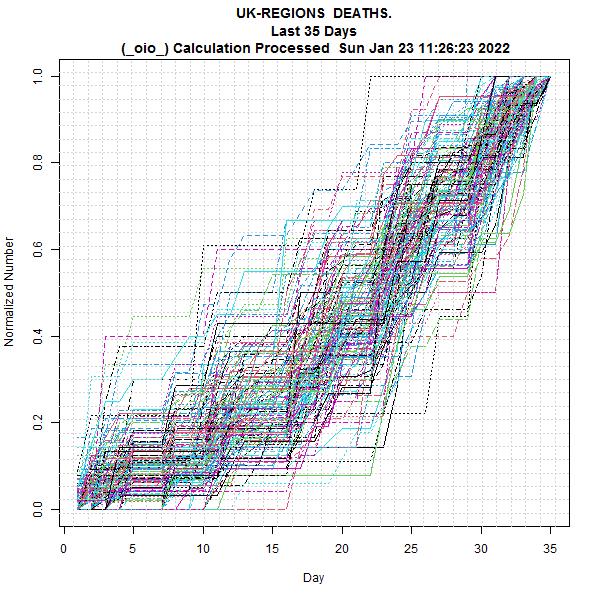 UK-REGIONS DEATHS.
Last 35 Days
(_oio_) Calculation Processed Sun Jan 23 11:26:23 2022
Normalized Number
1.0
0.8
0.6
0.4
0.2
0.0
0 5 10 15 20 25 30 35
Day